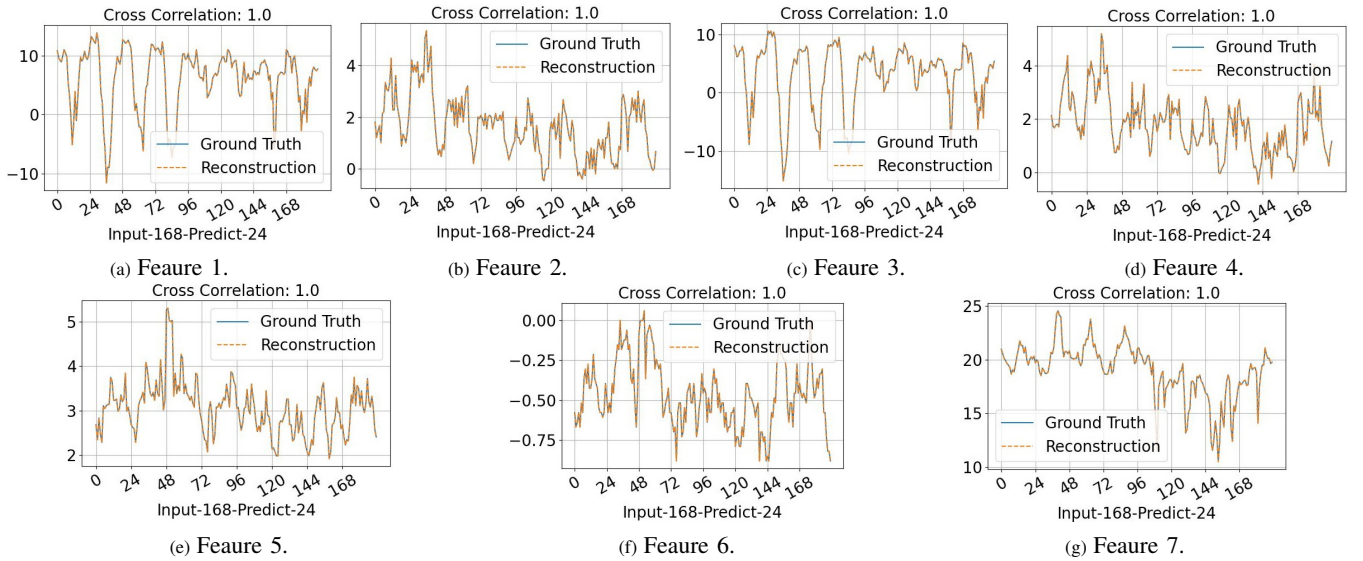 Cross Correlation: 1.0
10
0
−10
Ground Truth
Reconstruction
0 24 48 72 96 120 144 168
Input-168-Predict-24
(a) Feaure 1.
Cross Correlation: 1.0
4
2
0
Ground Truth
Reconstruction
0 24 48 72 96 120 144 168
Input-168-Predict-24
(b) Feaure 2.
Cross Correlation: 1.0
10
0
−10
Ground Truth
Reconstruction
0 24 48 72 96 120 144 168
Input-168-Predict-24
(c) Feaure 3.
Cross Correlation: 1.0
4
2
0
Ground Truth
Reconstruction
0 24 48 72 96 120 144 168
Input-168-Predict-24
(d) Feaure 4.
Cross Correlation: 1.0
5
4
3
2
Ground Truth
Reconstruction
0 24 48 72 96 120 144 168
Input-168-Predict-24
(e) Feaure 5.
Cross Correlation: 1.0
0.00
−0.25
−0.50
−0.75
Ground Truth
Reconstruction
0 24 48 72 96 120 144 168
Input-168-Predict-24
(f) Feaure 6.
Cross Correlation: 1.0
25
20
15
10
Ground Truth
Reconstruction
0 24 48 72 96 120 144 168
Input-168-Predict-24
(g) Feaure 7.